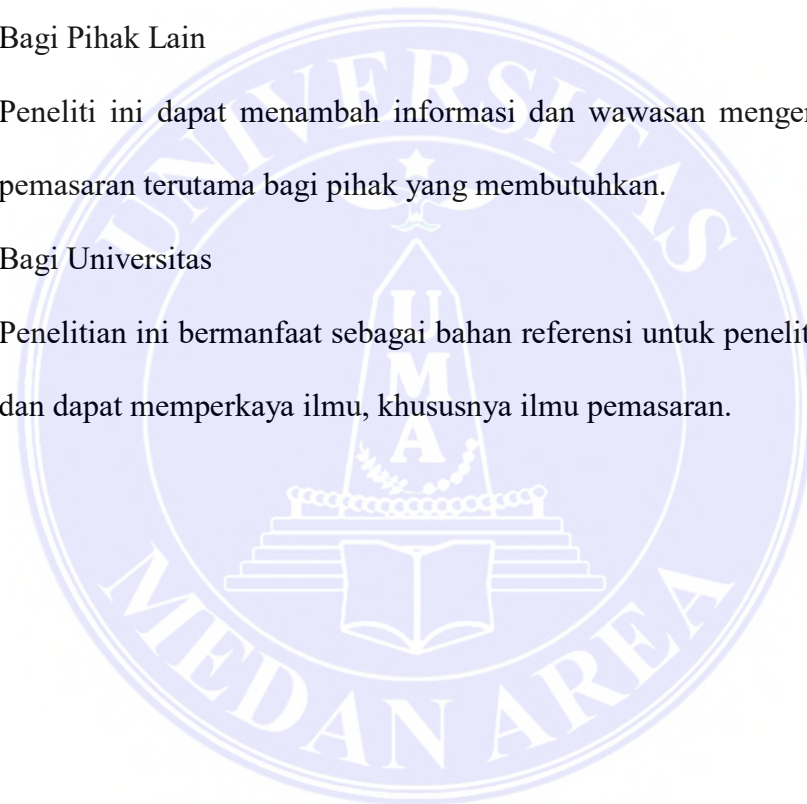 Bagi Pihak Lain
Peneliti ini dapat menambah informasi dan wawasan
pemasaran terutama bagi pihak yang membutuhkan.
Bagi Universitas
Penelitian ini bermanfaat sebagai bahan referensi untuk
dan dapat memperkaya ilmu, khususnya ilmu pemasaran.
UNIVERSITAS
UMA
MEDAN AREA